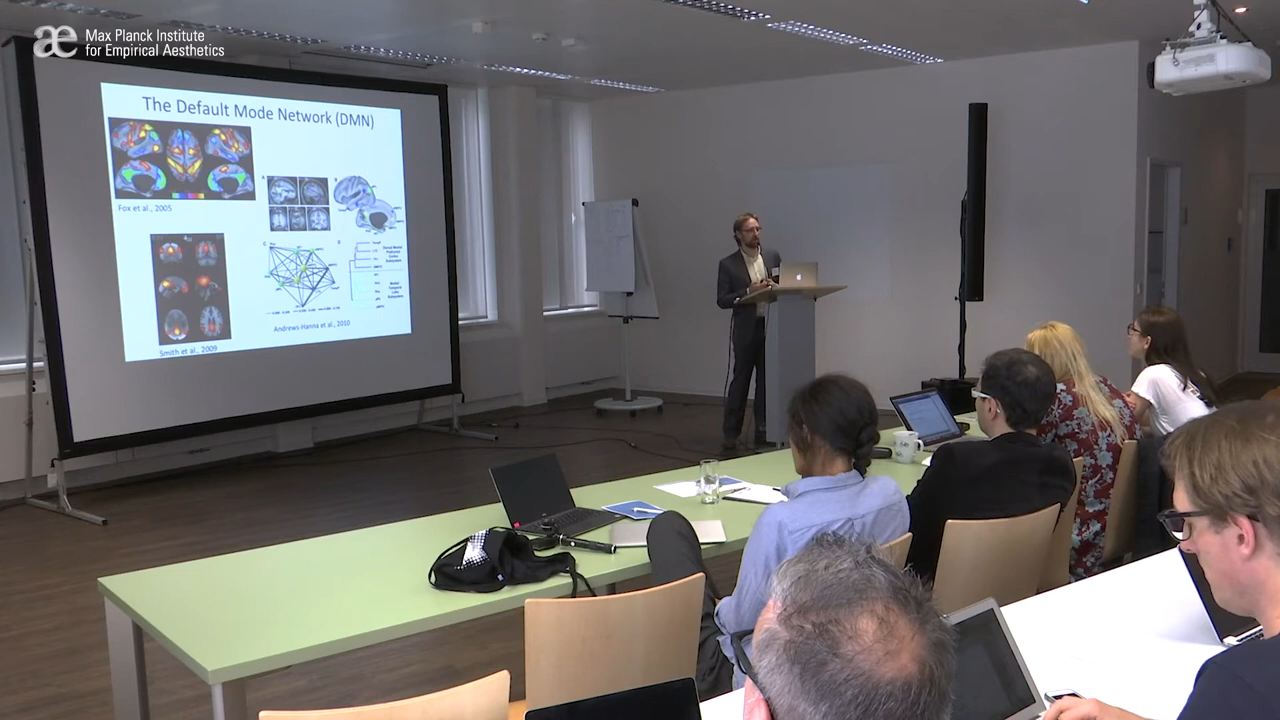 æ Max Planck Institute
for Empirical Aesthetics
The Default Mode Network (DMN)
Fox et al., 2005
Smith et al., 2009
Andrews-Hanna et al., 2010